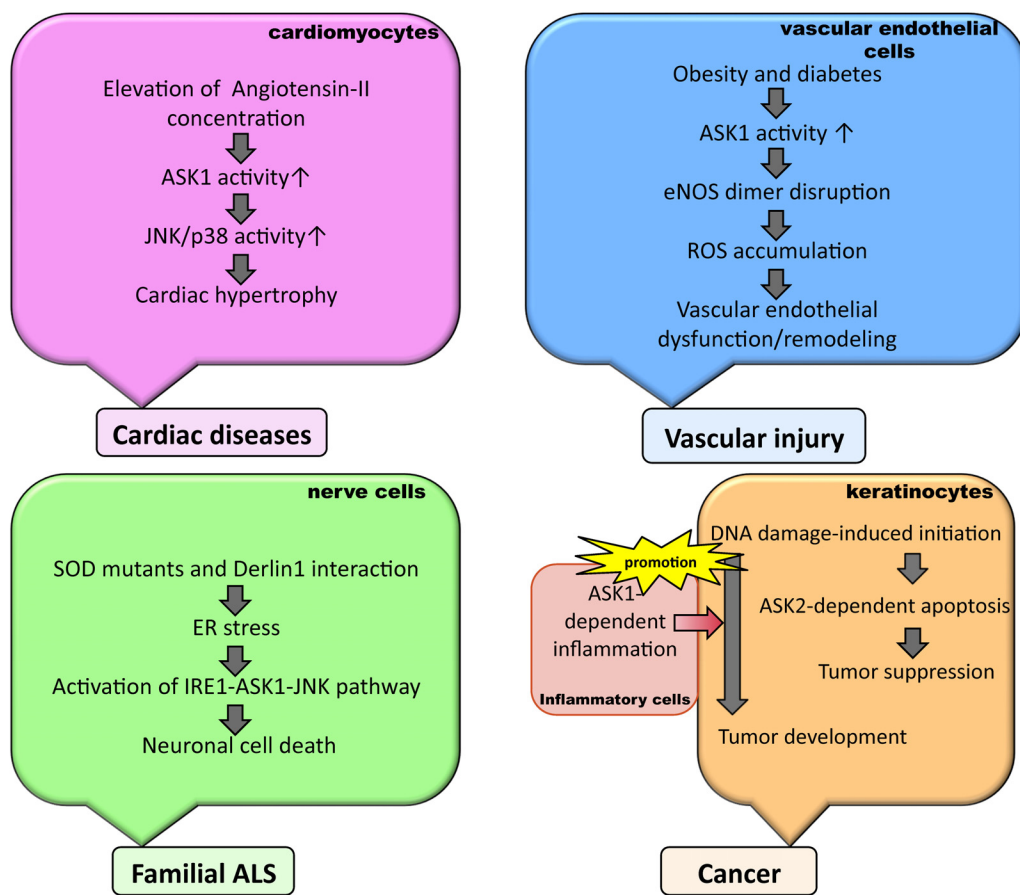 cardiomyocytes
Elevation of Angiotensin-II
concentration
ASK1 activity↑
JNK/p38 activity↑
Cardiac hypertrophy
Cardiac diseases
vascular endothelial
cells
Obesity and diabetes
ASK1 activity ↑
eNOS dimer disruption
ROS accumulation
Vascular endothelial
dysfunction/remodeling
Vascular injury
nerve cells
SOD mutants and Derlin1 interaction
ER stress
Activation of IRE1-ASK1-JNK pathway
Neuronal cell death
Familial ALS
keratinocytes
DNA damage-induced initiation
promotion
ASK1-
dependent
inflammation
Inflammatory cells
ASK2-dependent apoptosis
Tumor suppression
Tumor development
Cancer